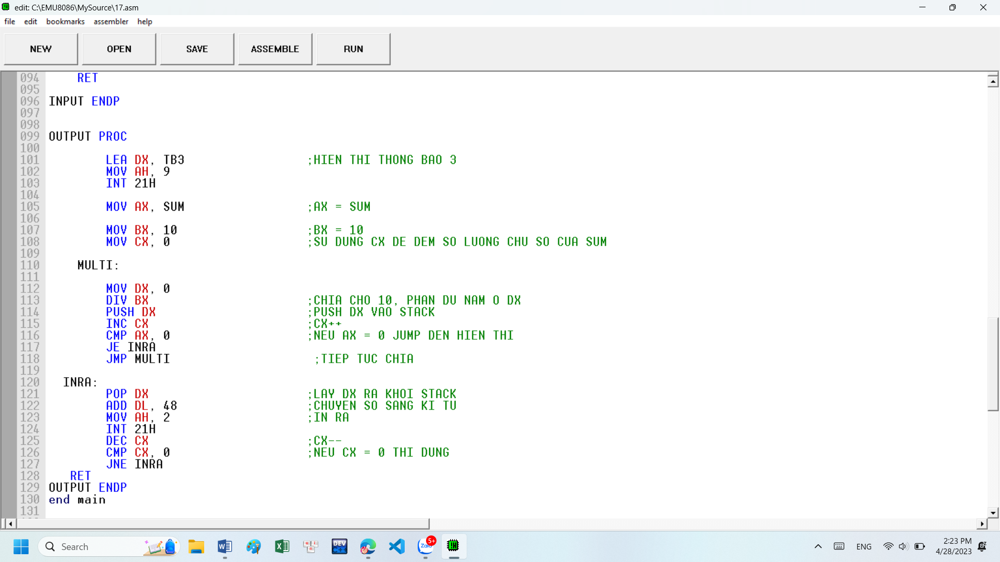 edit: C:\EMU8086\MySource\17.asm
file edit bookmarks assembler help
NEW OPEN SAVE ASSEMBLE RUN
094 RET
095
096 INPUT ENDP
097
098
099 OUTPUT PROC
100
101 LEA DX, TB3 ;HIEN THI THONG BAO 3
102 MOV AH, 9
103 INT 21H
104
105 MOV AX, SUM ;AX = SUM
106
107 MOV BX, 10 ;BX = 10
108 MOV CX, 0 ;SU DUNG CX DE DEM SO LUONG CHU SO CUA SUM
109
110 MULTI:
111
112 MOV DX, 0
113 DIV BX ;CHIA CHO 10, PHAN DU NAM O DX
114 PUSH DX ;PUSH DX VAO STACK
115 INC CX ;CX++
116 CMP AX, 0 ;NEU AX = 0 JUMP DEN HIEN THI
117 JE INRA
118 JMP MULTI ;TIEP TUC CHIA
119
120 INRA:
121 POP DX ;LAY DX RA KHOI STACK
122 ADD DL, 48 ;CHUYEN SO SANG KI TU
123 MOV AH, 2 ;IN RA
124 INT 21H
125 DEC CX ;CX--
126 CMP CX, 0 ;NEU CX = 0 THI DUNG
127 JNE INRA
128 RET
129 OUTPUT ENDP
130 end main
131
Search
DEV
Zalo
5+
ENG
2:23 PM
4/28/2023